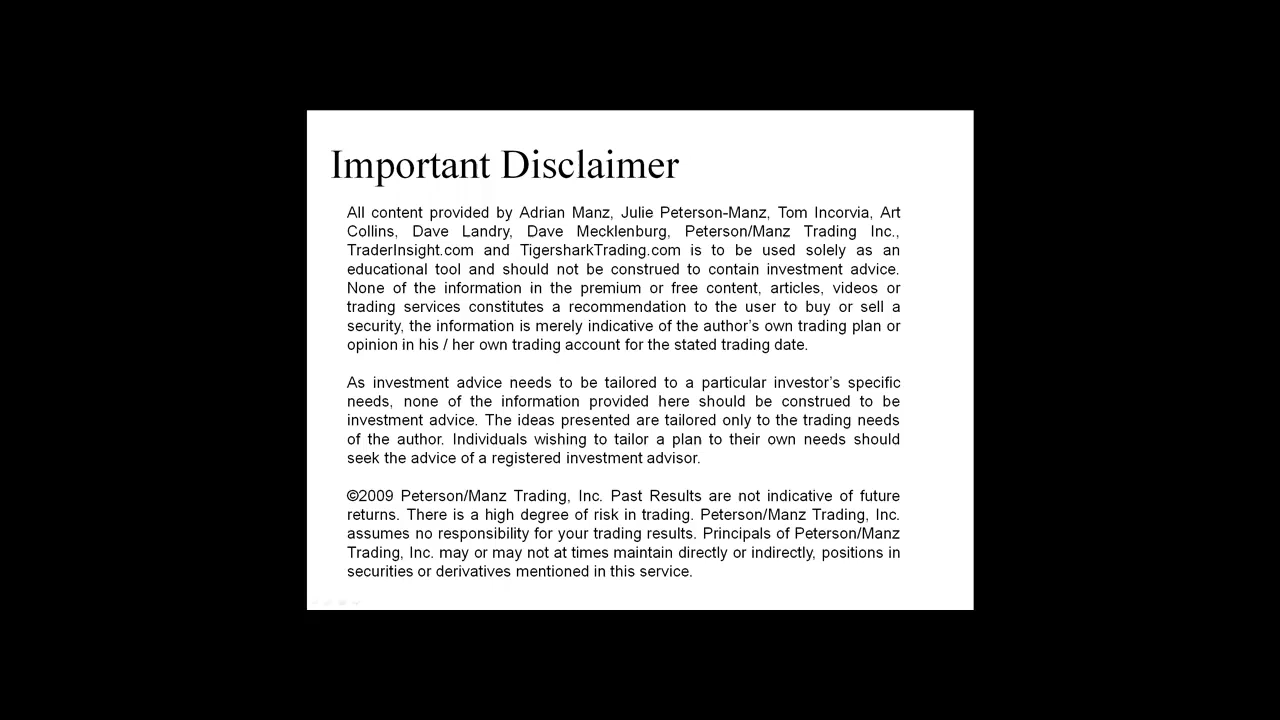 Important Disclaimer
All content provided by Adrian Manz, Julie Peterson-Manz, Tom Incorvia, Art
Collins, Dave Landry, Dave Mecklenburg, Peterson/Manz Trading Inc.,
TraderInsight.com and TigersharkTrading.com is to be used solely as an
educational tool and should not be construed to contain investment advice.
None of the information in the premium or free content, articles, videos or
trading services constitutes a recommendation to the user to buy or sell a
security, the information is merely indicative of the author’s own trading plan or
opinion in his / her own trading account for the stated trading date.
As investment advice needs to be tailored to a particular investor’s specific
needs, none of the information provided here should be construed to be
investment advice. The ideas presented are tailored only to the trading needs
of the author. Individuals wishing to tailor a plan to their own needs should
seek the advice of a registered investment advisor.
©2009 Peterson/Manz Trading, Inc. Past Results are not indicative of future
returns. There is a high degree of risk in trading. Peterson/Manz Trading, Inc.
assumes no responsibility for your trading results. Principals of Peterson/Manz
Trading, Inc. may or may not at times maintain directly or indirectly, positions in
securities or derivatives mentioned in this service.